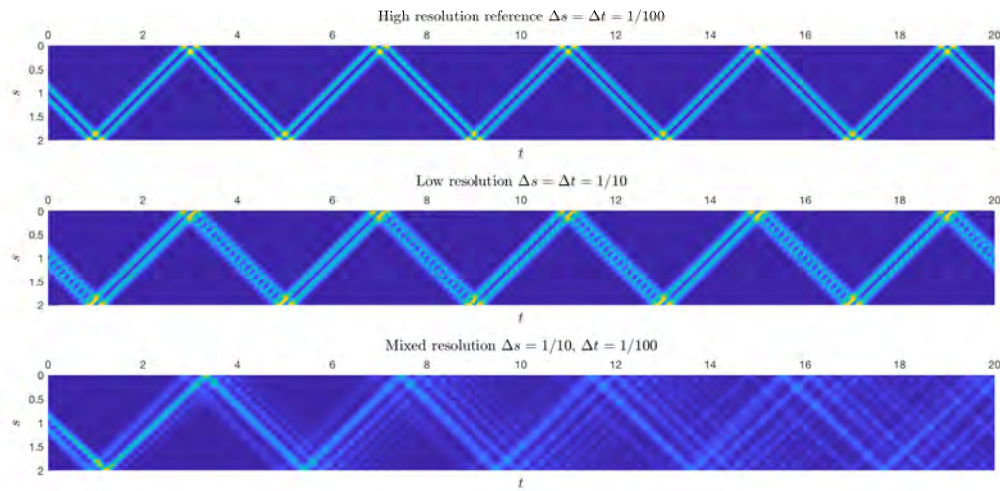 High resolution reference Δs = Δt = 1/100
0 2 4 6 8 10 12 14 16 18 20
0
0.5
1
1.5
2
s
t
Low resolution Δs = Δt = 1/10
0 2 4 6 8 10 12 14 16 18 20
0
0.5
1
1.5
2
s
t
Mixed resolution Δs = 1/10, Δt = 1/100
0 2 4 6 8 10 12 14 16 18 20
0
0.5
1
1.5
2
s
t